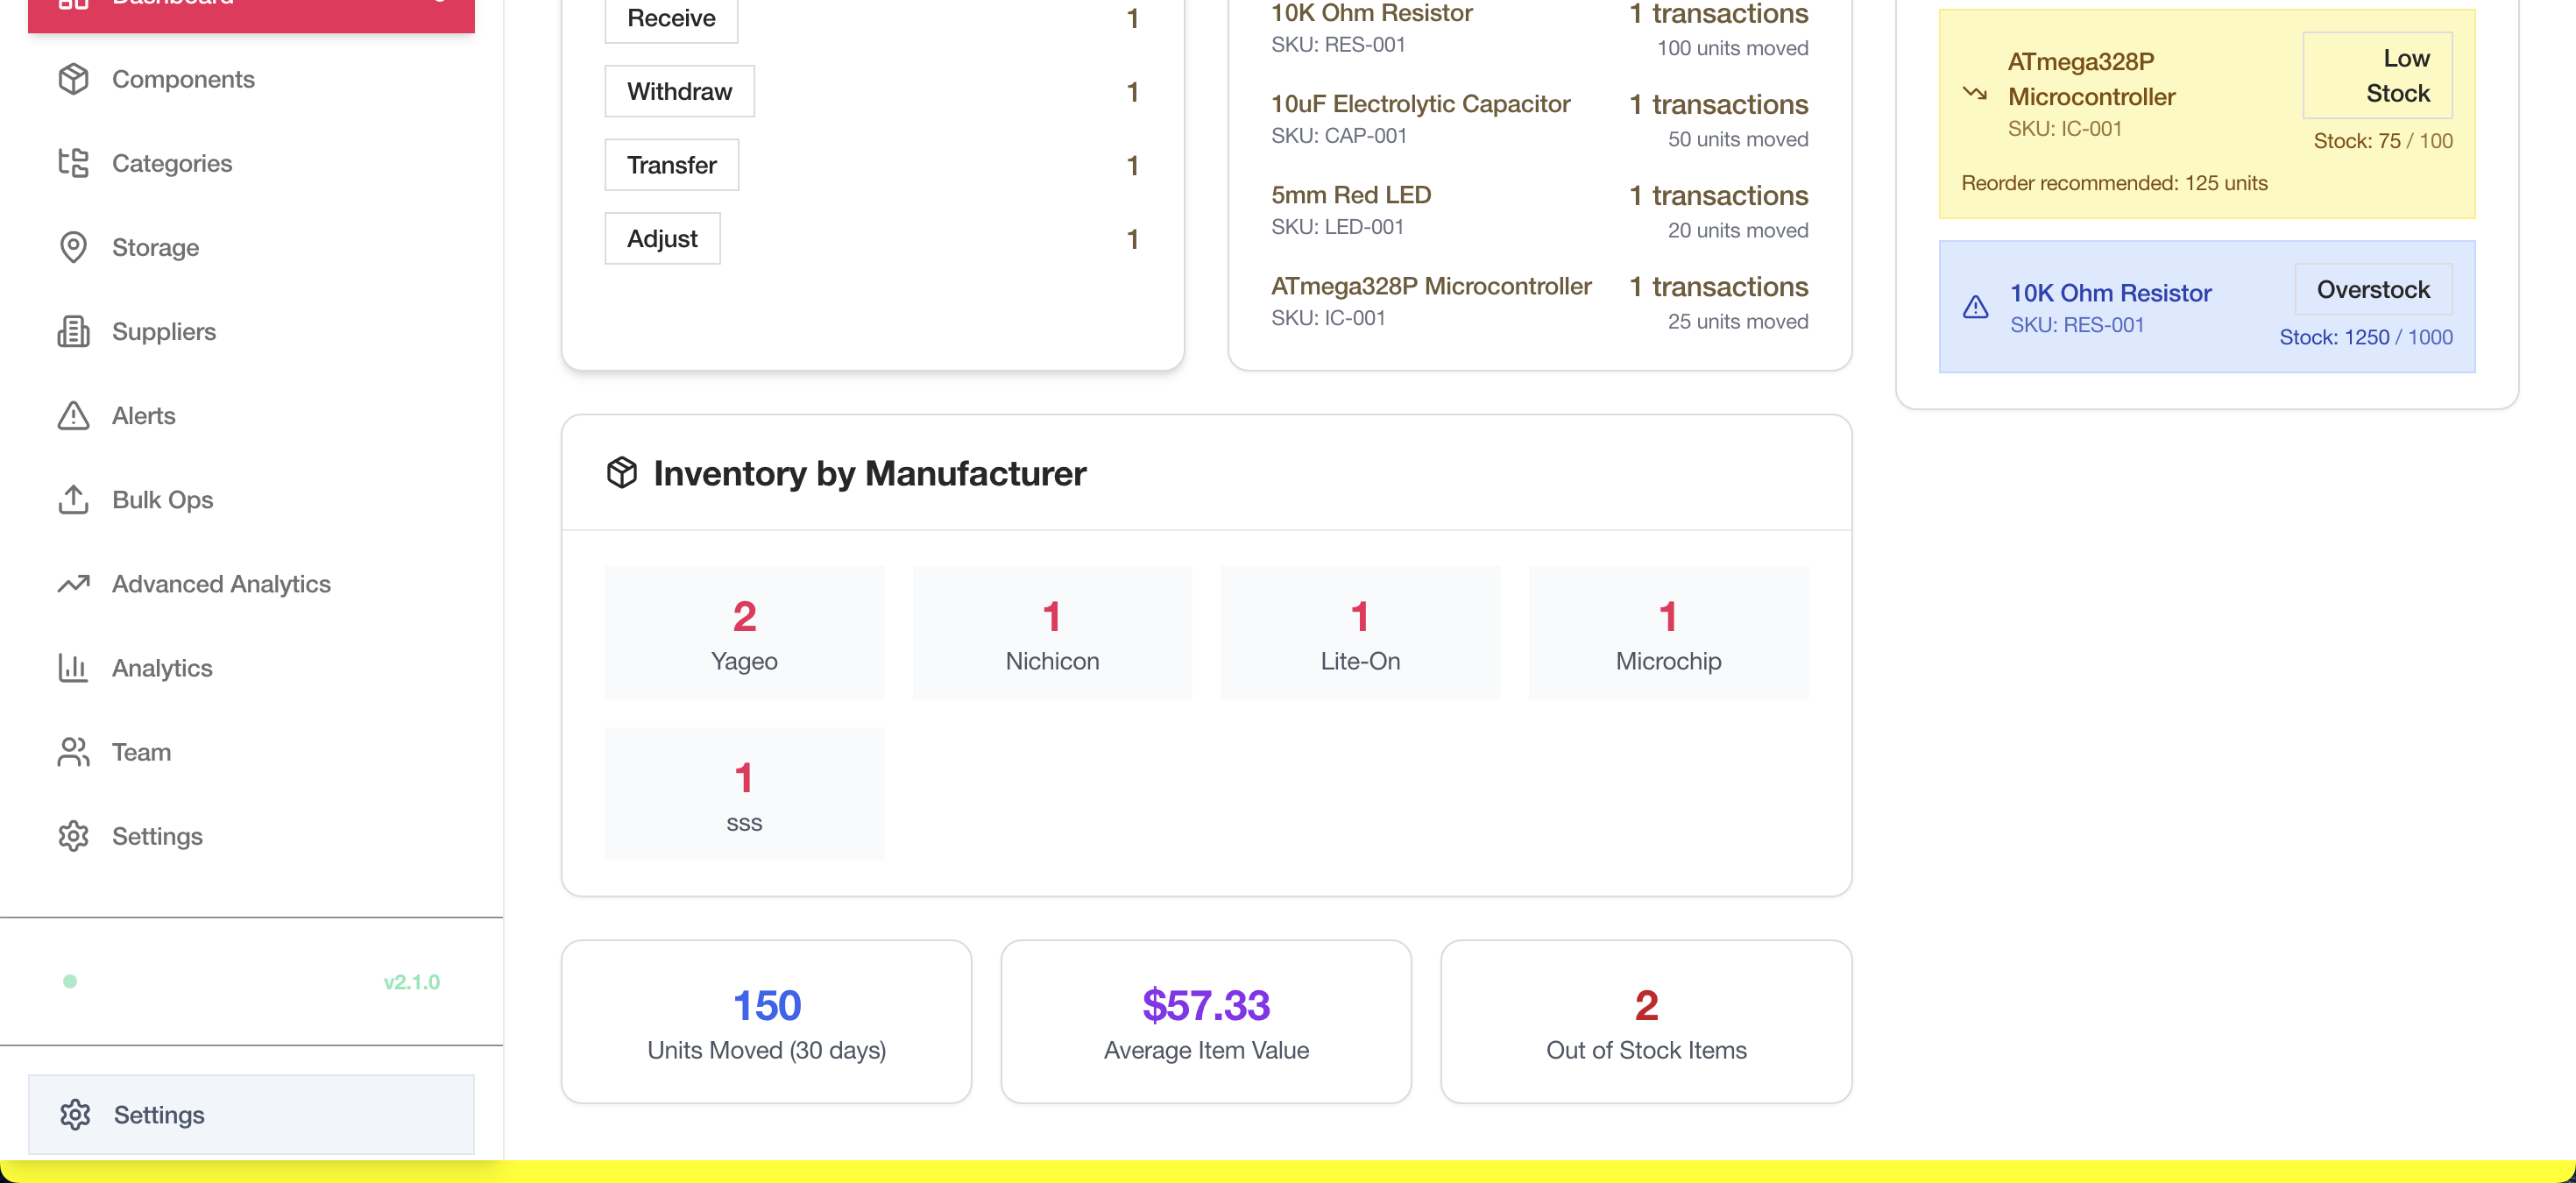 Dashboard
Components
Categories
Storage
Suppliers
Alerts
Bulk Ops
Advanced Analytics
Analytics
Team
Settings
v2.1.0
Settings
Receive 1
Withdraw 1
Transfer 1
Adjust 1
10K Ohm Resistor 1 transactions
SKU: RES-001 100 units moved
10uF Electrolytic Capacitor 1 transactions
SKU: CAP-001 50 units moved
5mm Red LED 1 transactions
SKU: LED-001 20 units moved
ATmega328P Microcontroller 1 transactions
SKU: IC-001 25 units moved
ATmega328P
Microcontroller
SKU: IC-001
Low
Stock
Stock: 75 / 100
Reorder recommended: 125 units
10K Ohm Resistor
SKU: RES-001
Overstock
Stock: 1250 / 1000
Inventory by Manufacturer
2
Yageo
1
Nichicon
1
Lite-On
1
Microchip
1
sss
150
Units Moved (30 days)
$57.33
Average Item Value
2
Out of Stock Items